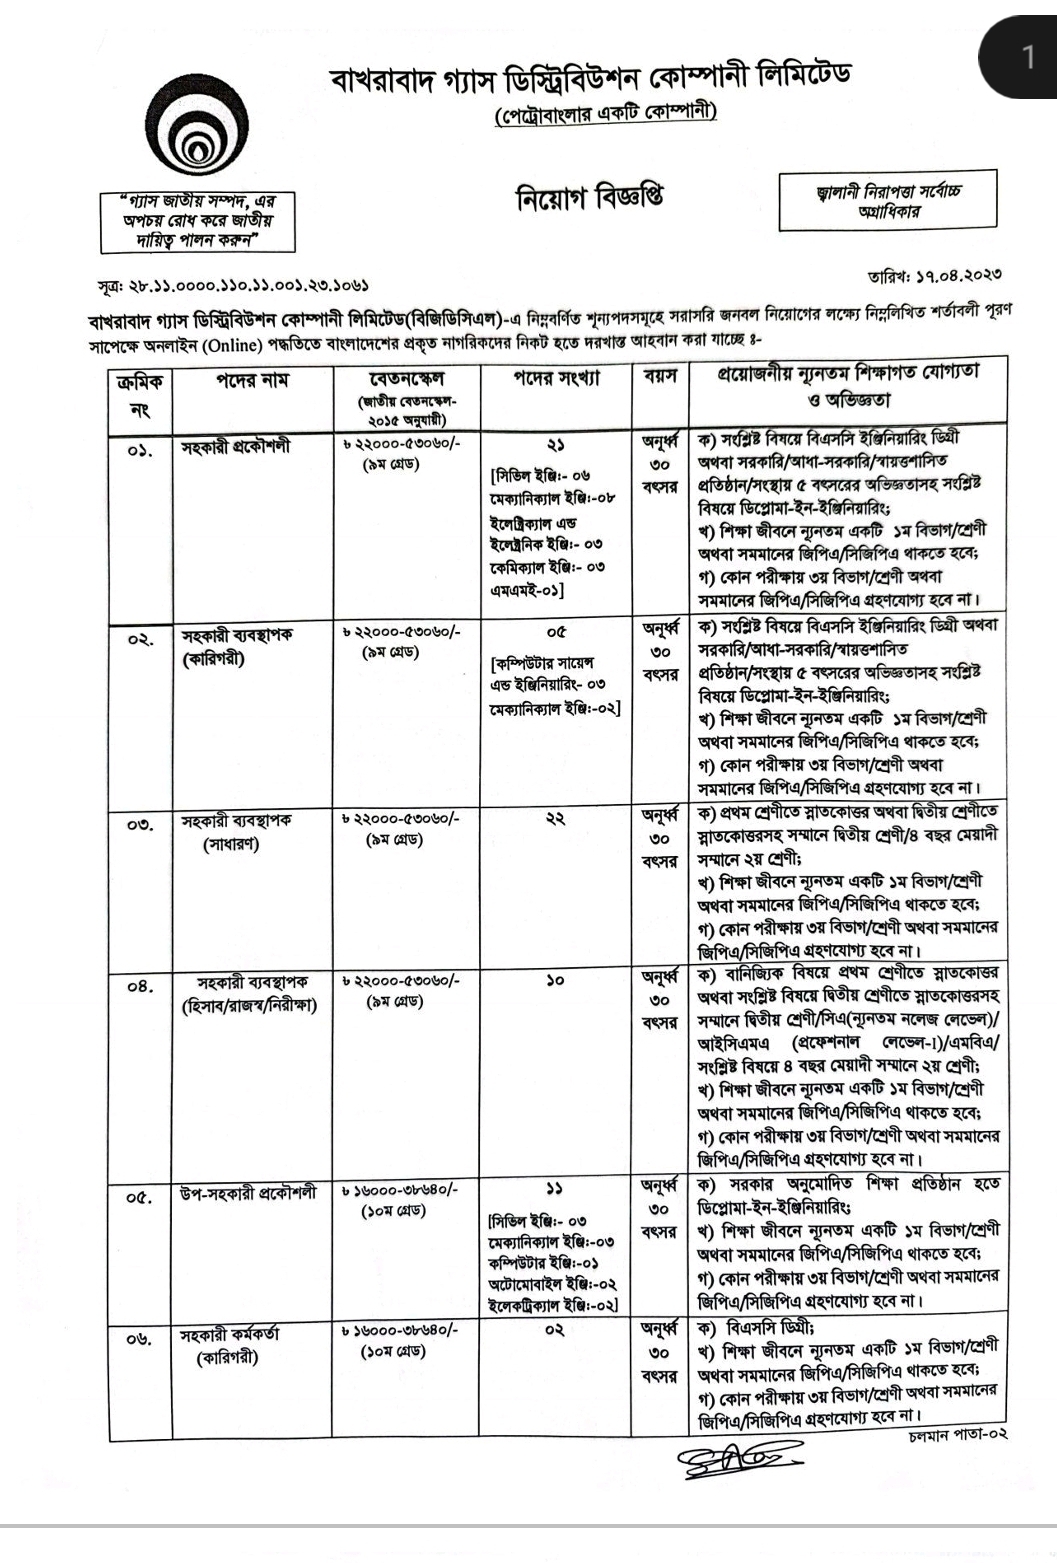 1
বাখরাবাদ গ্যাস ডিস্ট্রিবিউশন কোম্পানী লিমিটেড
(পেট্রোবাংলার একটি কোম্পানী)
"গ্যাস জাতীয় সম্পদ, এর
অপচয় রোধ করে জাতীয়
দায়িত্ব পালন করুন"
নিয়োগ বিজ্ঞপ্তি
জ্বালানী নিরাপত্তা সর্বোচ্চ
অগ্রাধিকার
সূত্রঃ ২৮.১১.০০০০.১১০.১১.০০১.২৩.১০৬১
তারিখ: ১৭.০৪.২০২৩
বাখরাবাদ গ্যাস ডিস্ট্রিবিউশন কোম্পানী লিমিটেড(বিজিডিসিএল)-এ নিম্নবর্ণিত শূন্যপদসমূহে সরাসরি জনবল নিয়োগের লক্ষ্যে নিম্নলিখিত শর্তাবলী পূরণ
সাপেক্ষে অনলাইন (Online) পদ্ধতিতে বাংলাদেশের প্রকৃত নাগরিকদের নিকট হতে দরখাস্ত আহবান করা যাচ্ছে ঃ-
ক্রমিক
নং
পদের নাম
বেতনস্কেল
(জাতীয় বেতনস্কেল-
২০১৫ অনুযায়ী)
পদের সংখ্যা
বয়স
প্রয়োজনীয় ন্যূনতম শিক্ষাগত যোগ্যতা
ও অভিজ্ঞতা
০১.
সহকারী প্রকৌশলী
৳ ২২০০০-৫৩০৬০/-
(৯ম গ্রেড)
২১
[সিভিল ইঞ্জিঃ- ০৬
মেক্যানিক্যাল ইঞ্জিঃ-০৮
ইলেক্ট্রিক্যাল এন্ড
ইলেক্ট্রনিক ইঞ্জিঃ- ০৩
কেমিক্যাল ইঞ্জিঃ- ০৩
এমএমই-০১]
অনূর্ধ্ব
৩০
বৎসর
ক) সংশ্লিষ্ট বিষয়ে বিএসসি ইঞ্জিনিয়ারিং ডিগ্রী
অথবা সরকারি/আধা-সরকারি/স্বায়ত্তশাসিত
প্রতিষ্ঠান/সংস্থায় ৫ বৎসরের অভিজ্ঞতাসহ সংশ্লিষ্ট
বিষয়ে ডিপ্লোমা-ইন-ইঞ্জিনিয়ারিং;
খ) শিক্ষা জীবনে ন্যূনতম একটি ১ম বিভাগ/শ্রেণী
অথবা সমমানের জিপিএ/সিজিপিএ থাকতে হবে;
গ) কোন পরীক্ষায় ৩য় বিভাগ/শ্রেণী অথবা
সমমানের জিপিএ/সিজিপিএ গ্রহণযোগ্য হবে না।
০২.
সহকারী ব্যবস্থাপক
(কারিগরী)
৳ ২২০০০-৫৩০৬০/-
(৯ম গ্রেড)
০৫
[কম্পিউটার সায়েন্স
এন্ড ইঞ্জিনিয়ারিং- ০৩
মেক্যানিক্যাল ইঞ্জিঃ-০২]
অনূর্ধ্ব
৩০
বৎসর
ক) সংশ্লিষ্ট বিষয়ে বিএসসি ইঞ্জিনিয়ারিং ডিগ্রী অথবা
সরকারি/আধা-সরকারি/স্বায়ত্তশাসিত
প্রতিষ্ঠান/সংস্থায় ৫ বৎসরের অভিজ্ঞতাসহ সংশ্লিষ্ট
বিষয়ে ডিপ্লোমা-ইন-ইঞ্জিনিয়ারিং;
খ) শিক্ষা জীবনে ন্যূনতম একটি ১ম বিভাগ/শ্রেণী
অথবা সমমানের জিপিএ/সিজিপিএ থাকতে হবে;
গ) কোন পরীক্ষায় ৩য় বিভাগ/শ্রেণী অথবা
সমমানের জিপিএ/সিজিপিএ গ্রহণযোগ্য হবে না।
০৩.
সহকারী ব্যবস্থাপক
(সাধারণ)
৳ ২২০০০-৫৩০৬০/-
(৯ম গ্রেড)
২২
অনূর্ধ্ব
৩০
বৎসর
ক) প্রথম শ্রেণীতে স্নাতকোত্তর অথবা দ্বিতীয় শ্রেণীতে
স্নাতকোত্তরসহ সম্মানে দ্বিতীয় শ্রেণী/৪ বছর মেয়াদী
সম্মানে ২য় শ্রেণী;
খ) শিক্ষা জীবনে ন্যূনতম একটি ১ম বিভাগ/শ্রেণী
অথবা সমমানের জিপিএ/সিজিপিএ থাকতে হবে;
গ) কোন পরীক্ষায় ৩য় বিভাগ/শ্রেণী অথবা সমমানের
জিপিএ/সিজিপিএ গ্রহণযোগ্য হবে না।
০৪.
সহকারী ব্যবস্থাপক
(হিসাব/রাজস্ব/নিরীক্ষা)
৳ ২২০০০-৫৩০৬০/-
(৯ম গ্রেড)
১০
অনূর্ধ্ব
৩০
বৎসর
ক) বানিজ্যিক বিষয়ে প্রথম শ্রেণীতে স্নাতকোত্তর
অথবা সংশ্লিষ্ট বিষয়ে দ্বিতীয় শ্রেণীতে স্নাতকোত্তরসহ
সম্মানে দ্বিতীয় শ্রেণী/সিএ(ন্যূনতম নলেজ লেভেল)/
আইসিএমএ (প্রফেশনাল লেভেল-I)/এমবিএ/
সংশ্লিষ্ট বিষয়ে ৪ বছর মেয়াদী সম্মানে ২য় শ্রেণী;
খ) শিক্ষা জীবনে ন্যূনতম একটি ১ম বিভাগ/শ্রেণী
অথবা সমমানের জিপিএ/সিজিপিএ থাকতে হবে;
গ) কোন পরীক্ষায় ৩য় বিভাগ/শ্রেণী অথবা সমমানের
জিপিএ/সিজিপিএ গ্রহণযোগ্য হবে না।
০৫.
উপ-সহকারী প্রকৌশলী
৳ ১৬০০০-৩৮৬৪০/-
(১০ম গ্রেড)
১১
[সিভিল ইঞ্জিঃ- ০৩
মেক্যানিক্যাল ইঞ্জিঃ-০৩
কম্পিউটার ইঞ্জিঃ-০১
অটোমোবাইল ইঞ্জিঃ-০২
ইলেকট্রিক্যাল ইঞ্জিঃ-০২]
অনূর্ধ্ব
৩০
বৎসর
ক) সরকার অনুমোদিত শিক্ষা প্রতিষ্ঠান হতে
ডিপ্লোমা-ইন-ইঞ্জিনিয়ারিং;
খ) শিক্ষা জীবনে ন্যূনতম একটি ১ম বিভাগ/শ্রেণী
অথবা সমমানের জিপিএ/সিজিপিএ থাকতে হবে;
গ) কোন পরীক্ষায় ৩য় বিভাগ/শ্রেণী অথবা সমমানের
জিপিএ/সিজিপিএ গ্রহণযোগ্য হবে না।
০৬.
সহকারী কর্মকর্তা
(কারিগরী)
৳ ১৬০০০-৩৮৬৪০/-
(১০ম গ্রেড)
০২
অনূর্ধ্ব
৩০
বৎসর
ক) বিএসসি ডিগ্রী;
খ) শিক্ষা জীবনে ন্যূনতম একটি ১ম বিভাগ/শ্রেণী
অথবা সমমানের জিপিএ/সিজিপিএ থাকতে হবে;
গ) কোন পরীক্ষায় ৩য় বিভাগ/শ্রেণী অথবা সমমানের
জিপিএ/সিজিপিএ গ্রহণযোগ্য হবে না।
চলমান পাতা-০২